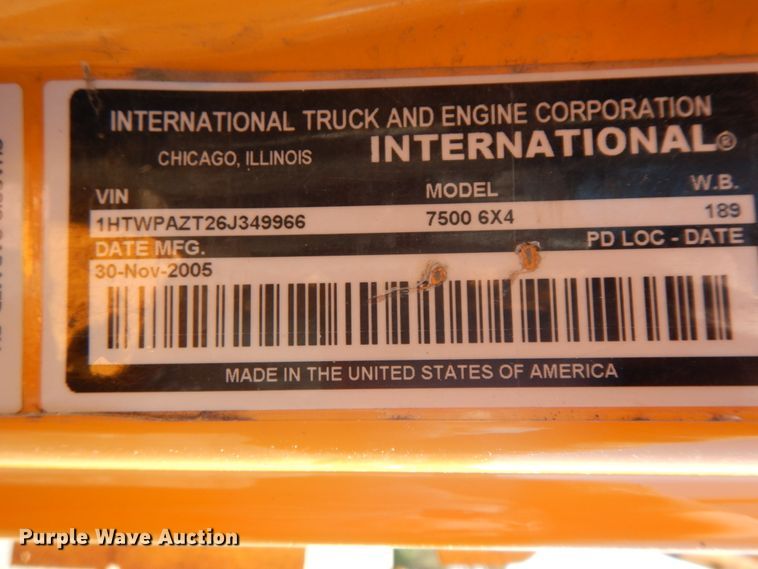 INTERNATIONAL TRUCK AND ENGINE CORPORATION
CHICAGO, ILLINOIS INTERNATIONAL®
VIN MODEL W.B.
1HTWPAZT26J349966 7500 6X4 189
DATE MFG. PD LOC - DATE
30-Nov-2005
MADE IN THE UNITED STATES OF AMERICA
Purple Wave Auction